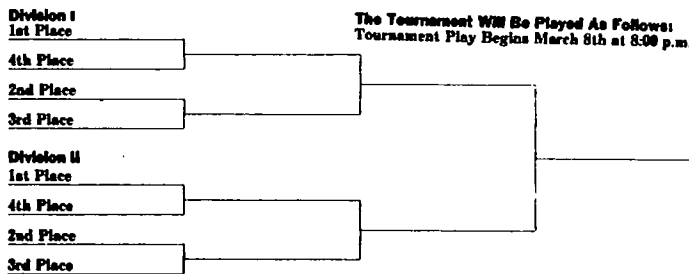 Division I
1st Place
4th Place
2nd Place
3rd Place
The Tournament Will Be Played As Follows:
Tournament Play Begins March 8th at 8:00 p.m.
Division II
1st Place
4th Place
2nd Place
3rd Place